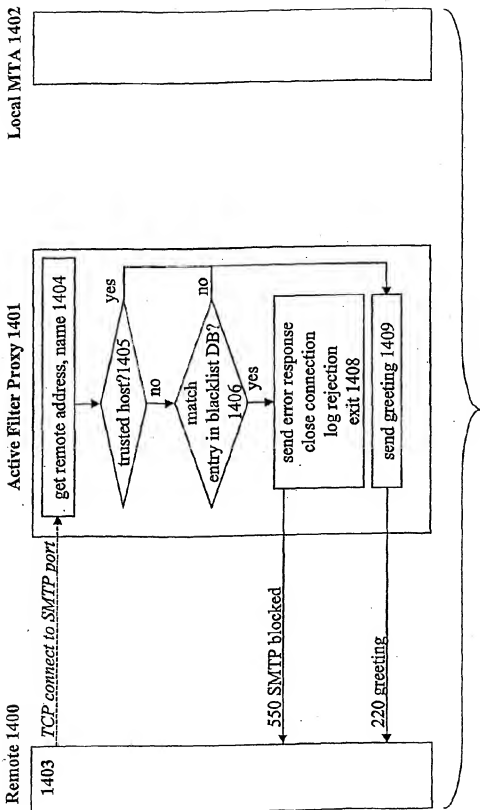 Remote 1400
Active Filter Proxy 1401
Local MTA 1402
1403
TCP connect to SMTP port
get remote address, name 1404
trusted host?1405
yes
no
match
entry in blacklist DB?
1406
no
yes
send error response
close connection
log rejection
exit 1408
550 SMTP blocked
send greeting 1409
220 greeting